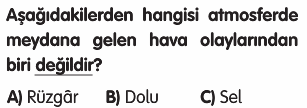 Aşağıdakilerden hangisi atmosferde
meydana gelen hava olaylarından
biri değildir?
A) Rüzgâr B) Dolu C) Sel